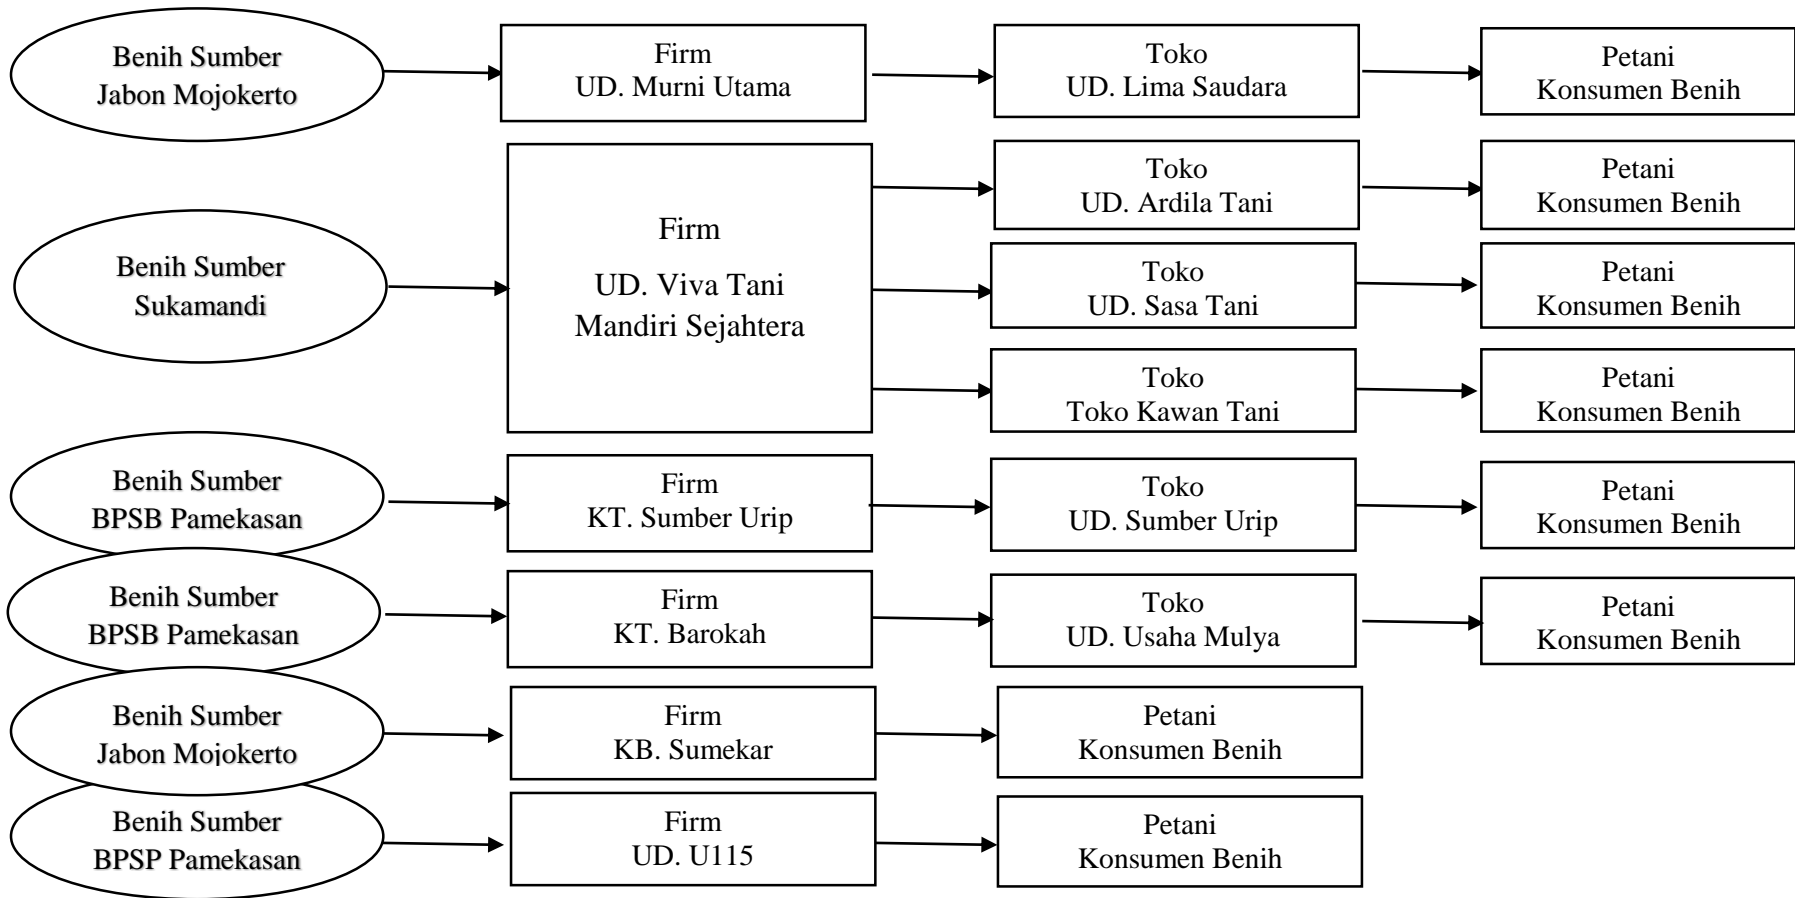 Benih Sumber
Jabon Mojokerto
Firm
UD. Murni Utama
Toko
UD. Lima Saudara
Petani
Konsumen Benih
Benih Sumber
Sukamandi
Firm
UD. Viva Tani
Mandiri Sejahtera
Toko
UD. Ardila Tani
Petani
Konsumen Benih
Toko
UD. Sasa Tani
Petani
Konsumen Benih
Toko
Toko Kawan Tani
Petani
Konsumen Benih
Benih Sumber
BPSB Pamekasan
Firm
KT. Sumber Urip
Toko
UD. Sumber Urip
Petani
Konsumen Benih
Benih Sumber
BPSB Pamekasan
Firm
KT. Barokah
Toko
UD. Usaha Mulya
Petani
Konsumen Benih
Benih Sumber
Jabon Mojokerto
Firm
KB. Sumekar
Petani
Konsumen Benih
Benih Sumber
BPSP Pamekasan
Firm
UD. U115
Petani
Konsumen Benih